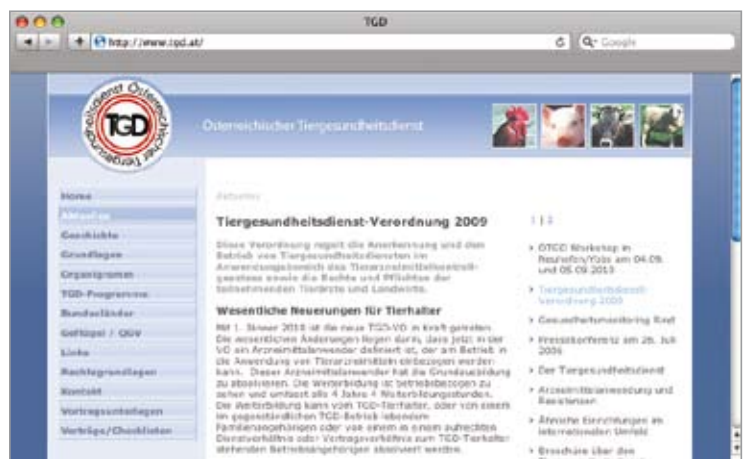 TGD
http://www.tgd.at/
Google
Österreichischer Tiergesundheitsdienst
TGD
Österreichischer Tiergesundheitsdienst
Home
Aktuelles
Geschichte
Grundlagen
Organigramm
TGD-Programme
Bundesländer
Geflügel / QGV
Links
Rechtsgrundlagen
Kontakt
Vortragsunterlagen
Verträge/Checklisten
Aktuelles
Tiergesundheitsdienst-Verordnung 2009
Diese Verordnung regelt die Anerkennung und den
Betrieb von Tiergesundheitsdiensten im
Anwendungsbereich des Tierarzneimittelkontroll-
gesetzes sowie die Rechte und Pflichten der
teilnehmenden Tierärzte und Landwirte.
Wesentliche Neuerungen für Tierhalter
Mit 1. Jänner 2010 ist die neue TGD-VO in Kraft getreten.
Die wesentlichen Änderungen liegen darin, dass jetzt in der
VO ein Arzneimittelanwender definiert ist, der am Betrieb in
die Anwendung von Tierarzneimitteln einbezogen werden
kann. Dieser Arzneimittelanwender hat die Grundausbildung
zu absolvieren. Die Weiterbildung ist betriebsbezogen zu
sehen und umfasst alle 4 Jahre 4 Weiterbildungsstunden.
Die Weiterbildung kann vom TGD-Tierhalter, oder von einem
im gegenständlichen TGD-Betrieb lebenden
Familienangehörigen oder von einem in einem aufrechten
Dienstverhältnis oder Vertragsverhältnis zum TGD-Tierhalter
stehenden Betriebsangehörigen absolviert werden.
1 | 2
ÖTGD Workshop in
Neuhofen/Ybbs am 04.09.
und 05.09.2013
Tiergesundheitsdienst-
Verordnung 2009
Gesundheitsmonitoring Rind
Pressekonferenz am 26. Juli
2006
Der Tiergesundheitsdienst
Arzneimittelanwendung und
Resistenzen
Ähnliche Einrichtungen im
internationalen Umfeld
Broschüre über den